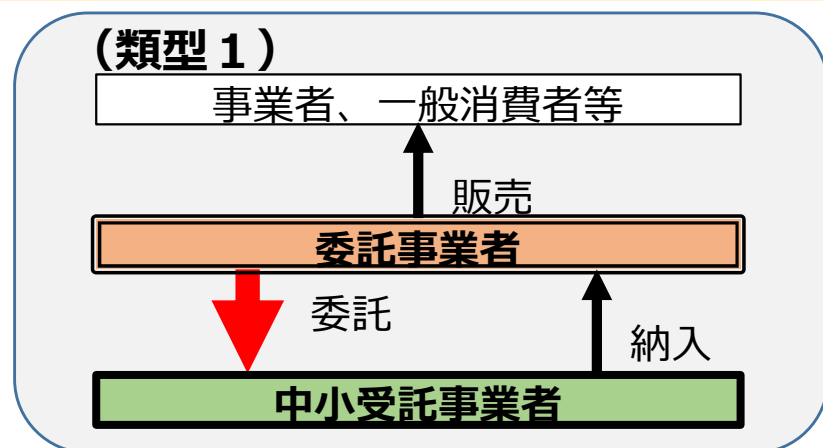 （類型１）
事業者、一般消費者等
販売
委託事業者
委託
納入
中小受託事業者